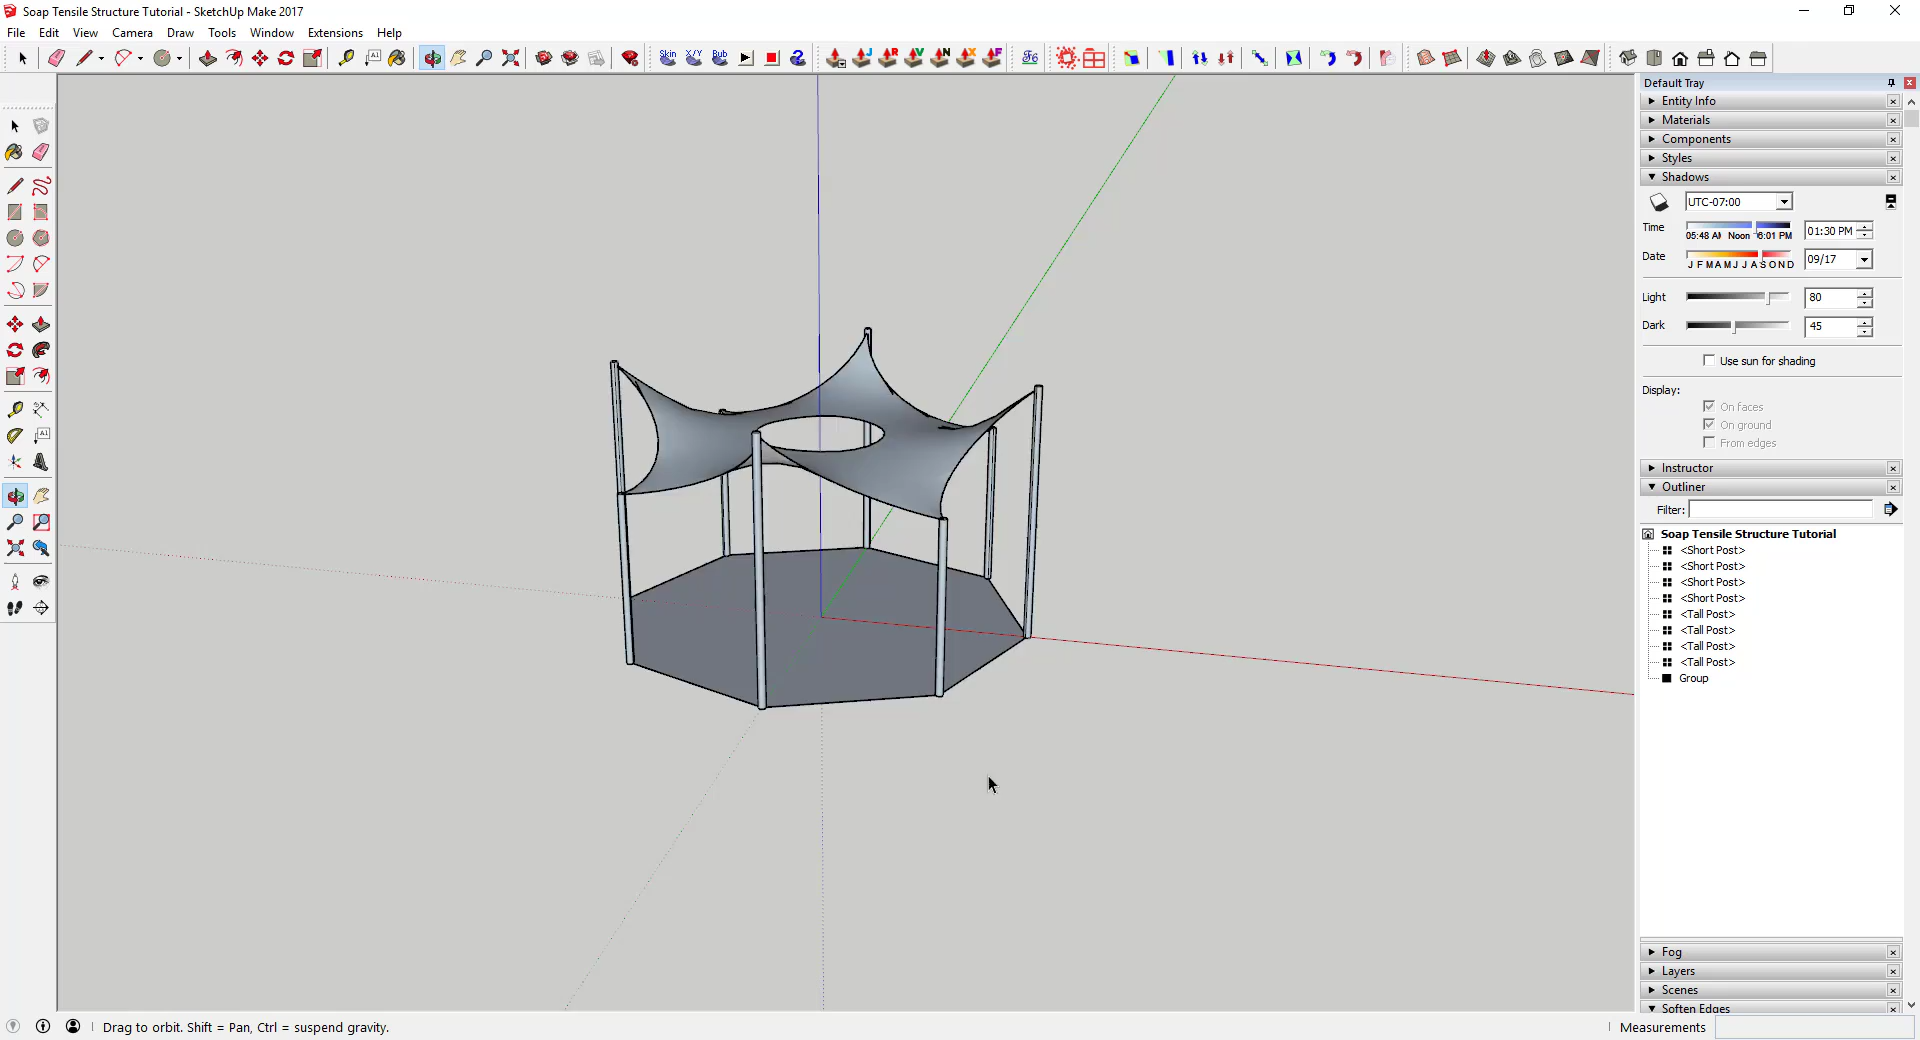 Soap Tensile Structure Tutorial - SketchUp Make 2017
File Edit View Camera Draw Tools Window Extensions Help
Skin X/Y Bub
J R V N X F
Default Tray
Entity Info
Materials
Components
Styles
Shadows
UTC-07:00
Time 05:48 AM Noon 6:01 PM 01:30 PM
Date J F M A M J J A S O N D 09/17
Light 80
Dark 45
Use sun for shading
Display:
On faces
On ground
From edges
Instructor
Outliner
Filter:
Soap Tensile Structure Tutorial
<Short Post>
<Short Post>
<Short Post>
<Short Post>
<Tall Post>
<Tall Post>
<Tall Post>
<Tall Post>
Group
Fog
Layers
Scenes
Soften Edges
Drag to orbit. Shift = Pan, Ctrl = suspend gravity.
Measurements